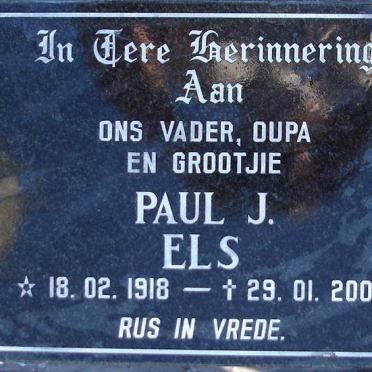 In Tere Herinnering
Aan
ONS VADER, OUPA
EN GROOTJIE
PAUL J.
ELS
☆ 18. 02. 1918 — † 29. 01. 200
RUS IN VREDE.